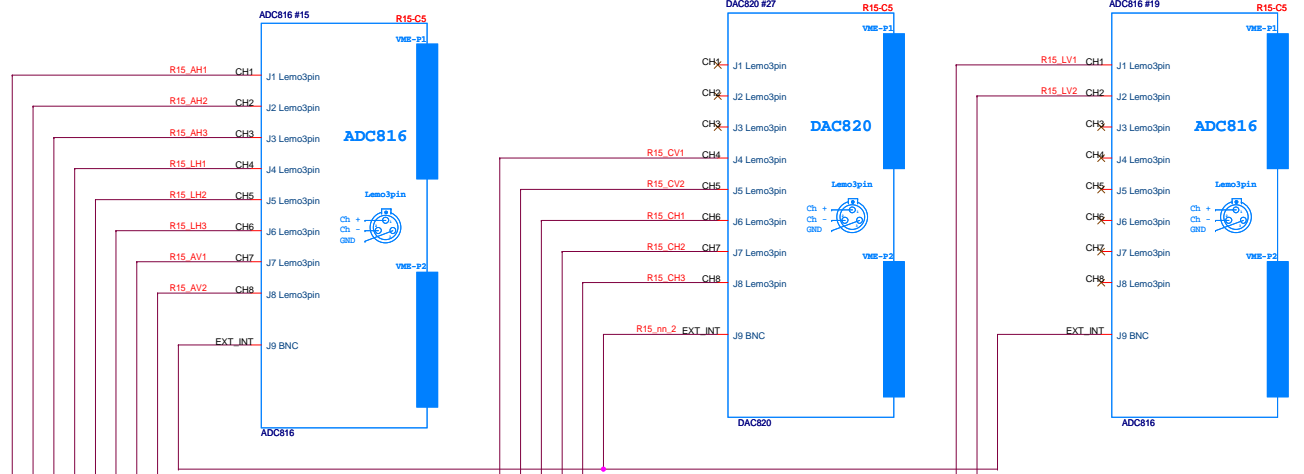 ADC816 #15
R15-C5
VME-P1
R15_AH1 CH1 J1 Lemo3pin
R15_AH2 CH2 J2 Lemo3pin
R15_AH3 CH3 J3 Lemo3pin
ADC816
R15_LH1 CH4 J4 Lemo3pin
R15_LH2 CH5 J5 Lemo3pin
Lemo3pin
Ch +
Ch -
GND
R15_LH3 CH6 J6 Lemo3pin
R15_AV1 CH7 J7 Lemo3pin
VME-P2
R15_AV2 CH8 J8 Lemo3pin
EXT_INT J9 BNC
ADC816
DAC820 #27
R15-C5
VME-P1
CH1 J1 Lemo3pin
CH2 J2 Lemo3pin
CH3 J3 Lemo3pin
DAC820
R15_CV1 CH4 J4 Lemo3pin
R15_CV2 CH5 J5 Lemo3pin
Lemo3pin
Ch +
Ch -
GND
R15_CH1 CH6 J6 Lemo3pin
R15_CH2 CH7 J7 Lemo3pin
VME-P2
R15_CH3 CH8 J8 Lemo3pin
R15_nn_2 EXT_INT J9 BNC
DAC820
ADC816 #19
R15-C5
VME-P1
R15_LV1 CH1 J1 Lemo3pin
R15_LV2 CH2 J2 Lemo3pin
CH3 J3 Lemo3pin
ADC816
CH4 J4 Lemo3pin
CH5 J5 Lemo3pin
Lemo3pin
Ch +
Ch -
GND
CH6 J6 Lemo3pin
CH7 J7 Lemo3pin
VME-P2
CH8 J8 Lemo3pin
EXT_INT J9 BNC
ADC816